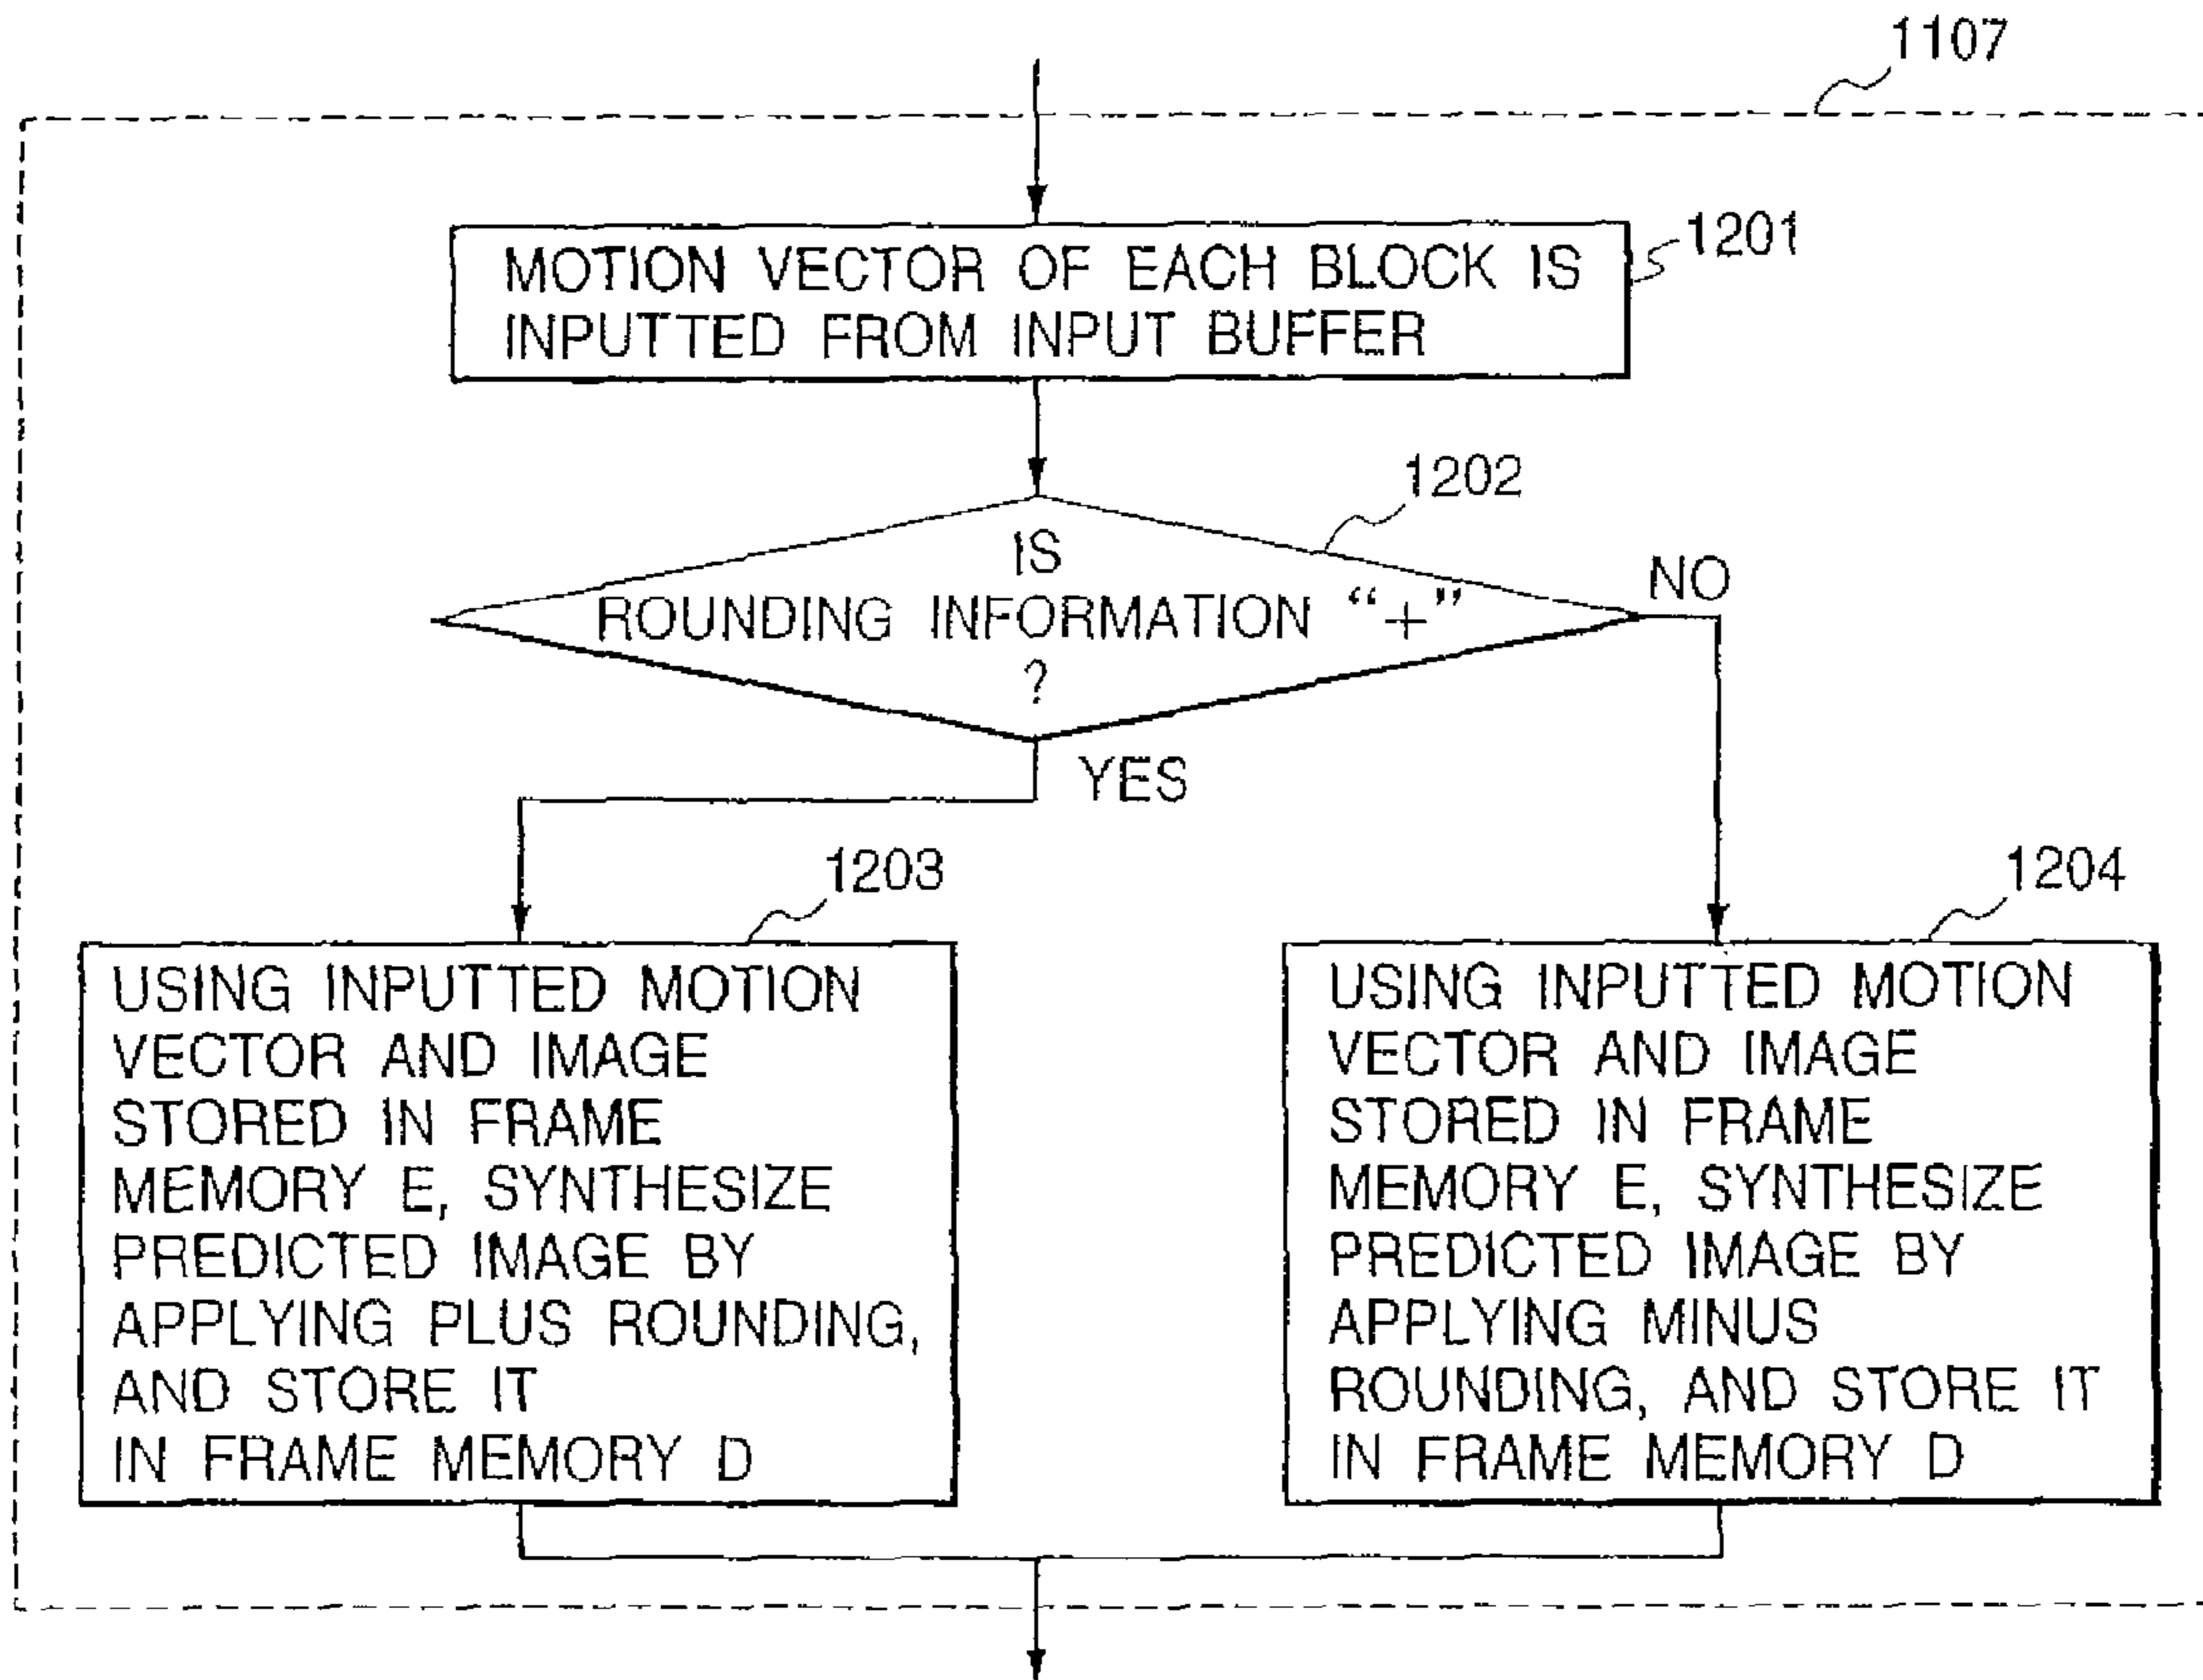 1107
MOTION VECTOR OF EACH BLOCK IS
INPUTTED FROM INPUT BUFFER
1201
1202
IS
ROUNDING INFORMATION “+”
?
NO
YES
1203
USING INPUTTED MOTION
VECTOR AND IMAGE
STORED IN FRAME
MEMORY E, SYNTHESIZE
PREDICTED IMAGE BY
APPLYING PLUS ROUNDING,
AND STORE IT
IN FRAME MEMORY D
1204
USING INPUTTED MOTION
VECTOR AND IMAGE
STORED IN FRAME
MEMORY E, SYNTHESIZE
PREDICTED IMAGE BY
APPLYING MINUS
ROUNDING, AND STORE IT
IN FRAME MEMORY D